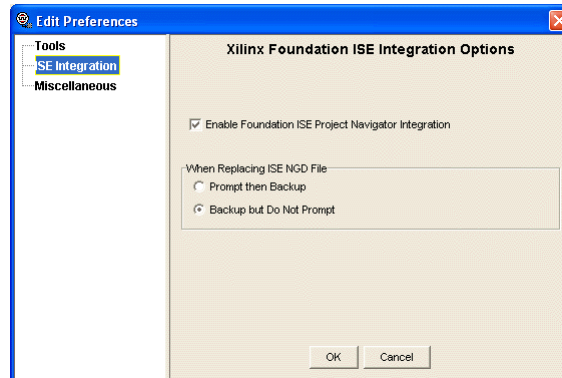 Edit Preferences
Tools
ISE Integration
Miscellaneous
Xilinx Foundation ISE Integration Options
Enable Foundation ISE Project Navigator Integration
When Replacing ISE NGD File
Prompt then Backup
Backup but Do Not Prompt
OK Cancel